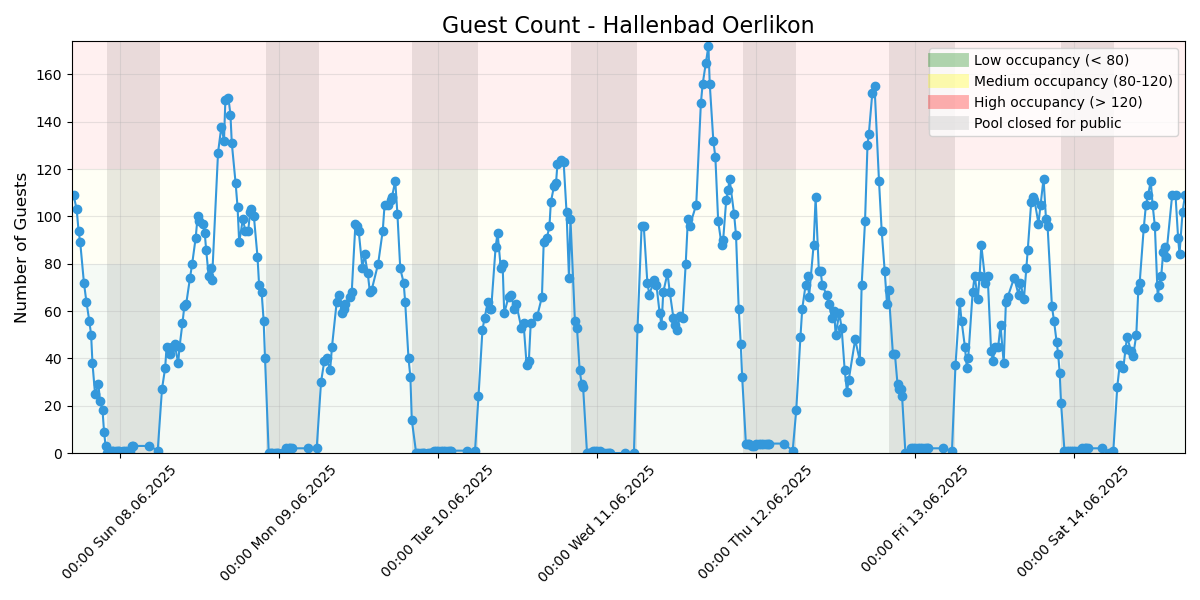 Guest Count - Hallenbad Oerlikon
Number of Guests
160
140
120
100
80
60
40
20
0
Low occupancy (< 80)
Medium occupancy (80-120)
High occupancy (> 120)
Pool closed for public
00:00 Sun 08.06.2025
00:00 Mon 09.06.2025
00:00 Tue 10.06.2025
00:00 Wed 11.06.2025
00:00 Thu 12.06.2025
00:00 Fri 13.06.2025
00:00 Sat 14.06.2025